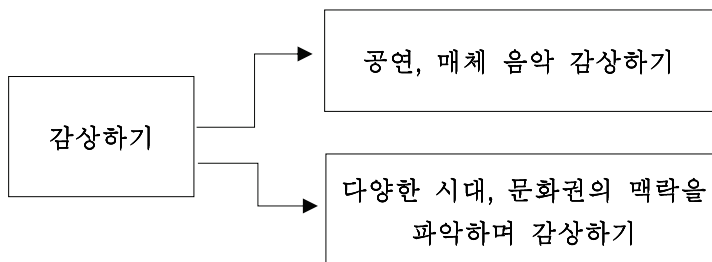 공연, 매체 음악 감상하기
감상하기
다양한 시대, 문화권의 맥락을
파악하며 감상하기